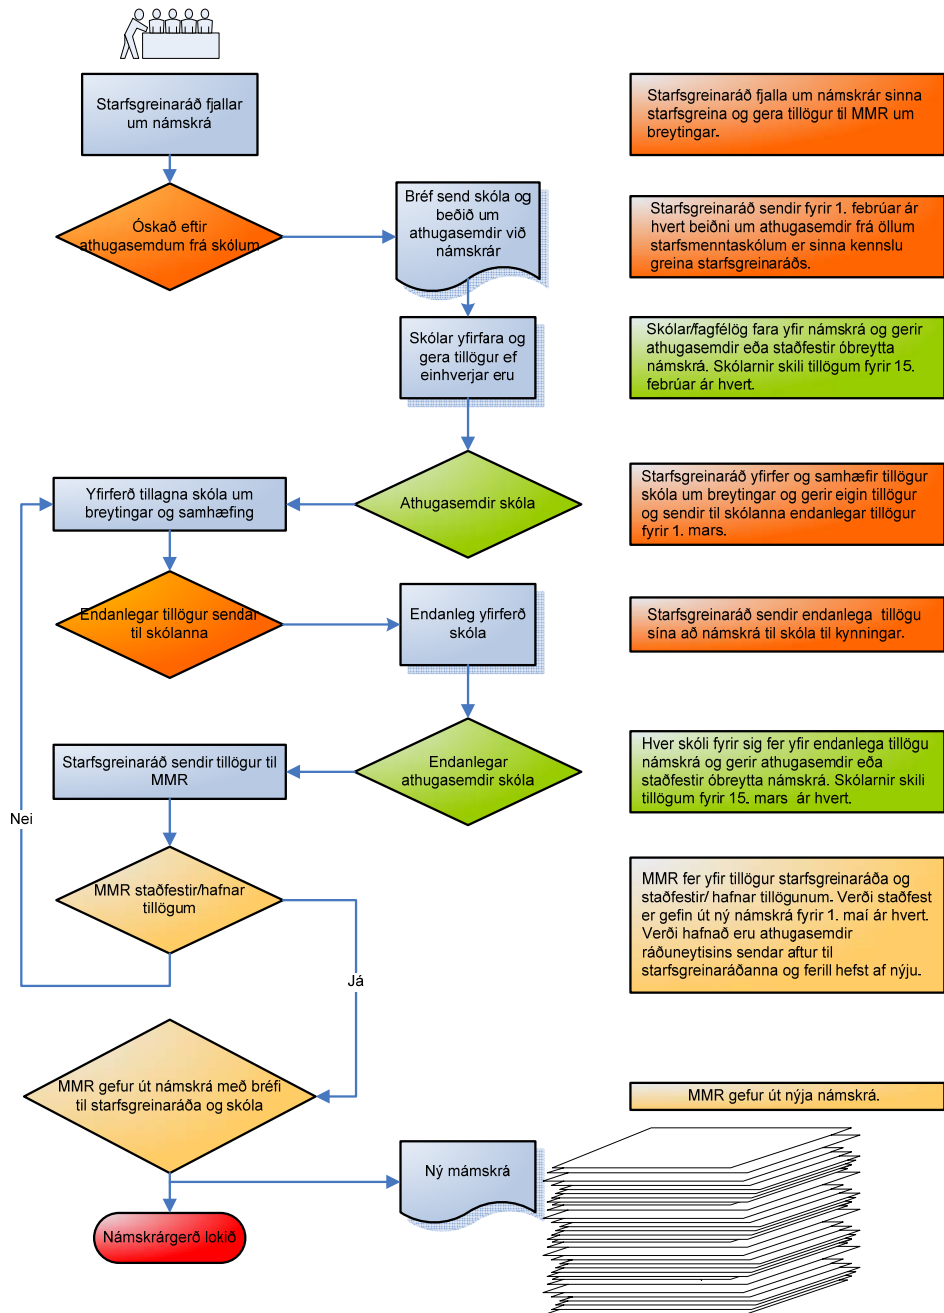 Starfsgreinaráð fjallar
um námskrá
Starfsgreinaráð fjalla um námskrár sinna
starfsgreina og gera tillögur til MMR um
breytingar.
Óskað eftir
athugasemdum frá skólum
Bréf send skóla og
beðið um
athugasemdir við
námskrár
Starfsgreinaráð sendir fyrir 1. febrúar ár
hvert beiðni um athugasemdir frá öllum
starfsmenntaskólum er sinna kennslu
greina starfsgreinaráðs.
Skólar yfirfara og
gera tillögur ef
einhverjar eru
Skólar/fagfélög fara yfir námskrá og gerir
athugasemdir eða staðfestir óbreytta
námskrá. Skólarnir skili tillögum fyrir 15.
febrúar ár hvert.
Yfirferð tillagna skóla um
breytingar og samhæfing
Athugasemdir skóla
Starfsgreinaráð yfirfer og samhæfir tillögur
skóla um breytingar og gerir eigin tillögur
og sendir til skólanna endanlegar tillögur
fyrir 1. mars.
Endanlegar tillögur sendar
til skólanna
Endanleg yfirferð
skóla
Starfsgreinaráð sendir endanlega tillögu
sína að námskrá til skóla til kynningar.
Starfsgreinaráð sendir tillögur til
MMR
Endanlegar
athugasemdir skóla
Hver skóli fyrir sig fer yfir endanlega tillögu
námskrá og gerir athugasemdir eða
staðfestir óbreytta námskrá. Skólarnir skili
tillögum fyrir 15. mars ár hvert.
Nei
MMR staðfestir/hafnar
tillögum
MMR fer yfir tillögur starfsgreinaráða og
staðfestir/ hafnar tillögunum. Verði staðfest
er gefin út ný námskrá fyrir 1. maí ár hvert.
Verði hafnað eru athugasemdir
ráðuneytisins sendar aftur til
starfsgreinaráðanna og ferill hefst af nýju.
Já
MMR gefur út námskrá með bréfi
til starfsgreinaráða og skóla
MMR gefur út nýja námskrá.
Ný mámskrá
Námskrárgerð lokið